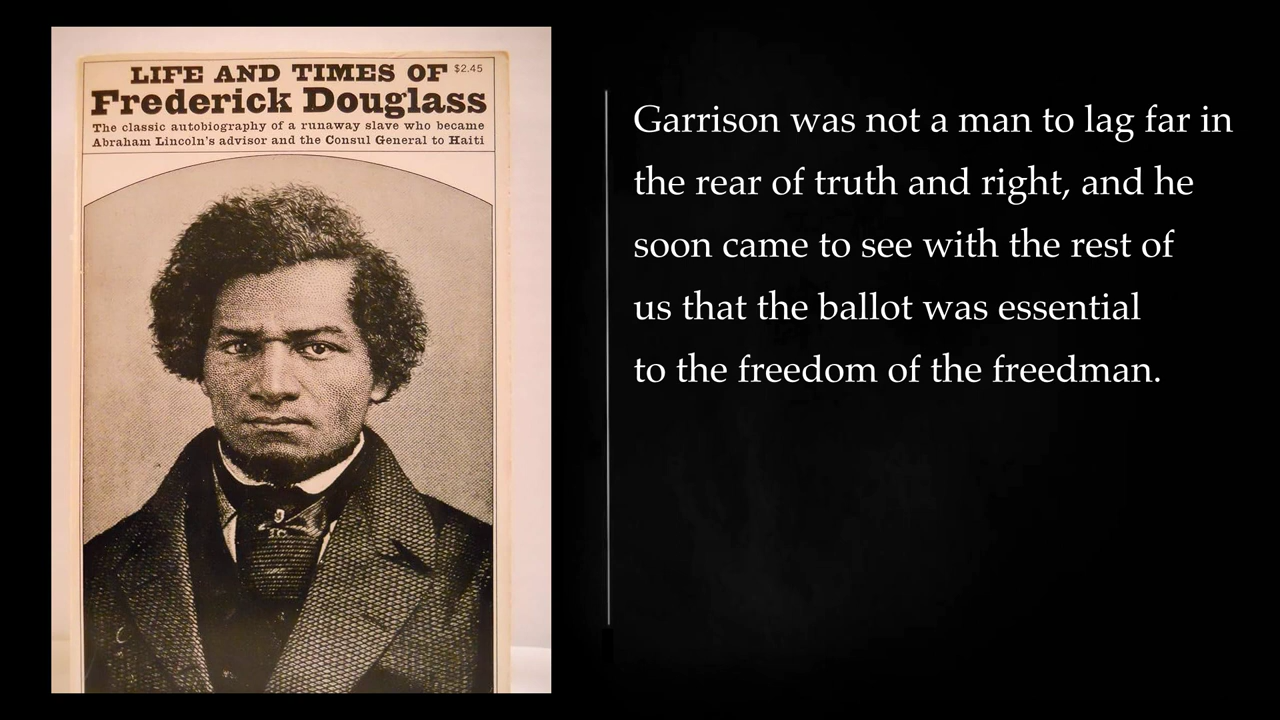 LIFE AND TIMES OF $2.45
Frederick Douglass
The classic autobiography of a runaway slave who became
Abraham Lincoln's advisor and the Consul General to Haiti
Garrison was not a man to lag far in
the rear of truth and right, and he
soon came to see with the rest of
us that the ballot was essential
to the freedom of the freedman.